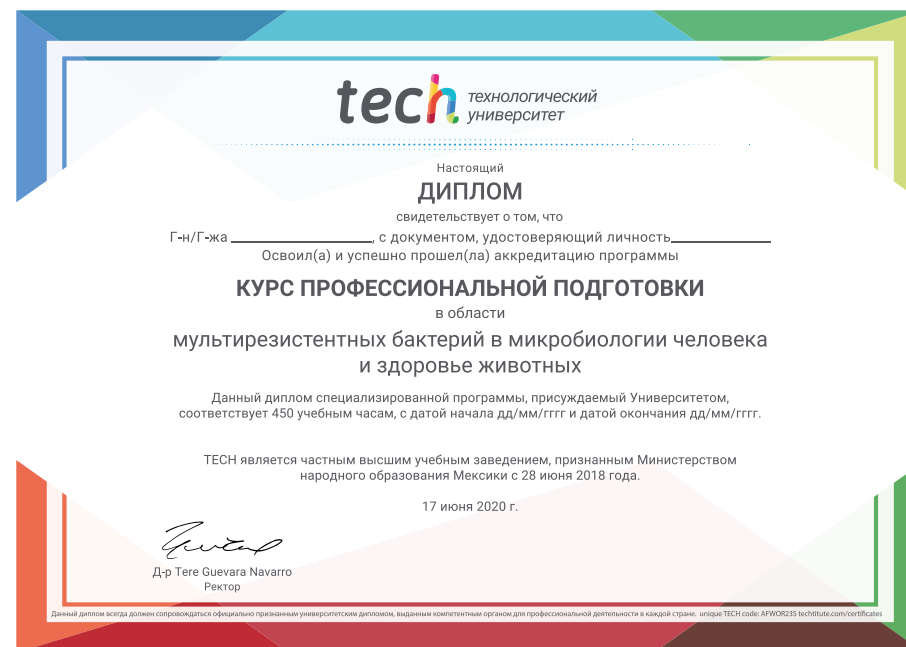 tech технологический
университет
Настоящий
ДИПЛОМ
свидетельствует о том, что
Г-н/Г-жа , с документом, удостоверяющий личность
Освоил(а) и успешно прошел(ла) аккредитацию программы
КУРС ПРОФЕССИОНАЛЬНОЙ ПОДГОТОВКИ
в области
мультирезистентных бактерий в микробиологии человека
и здоровье животных
Данный диплом специализированной программы, присуждаемый Университетом,
соответствует 450 учебным часам, с датой начала дд/мм/гггг и датой окончания дд/мм/гггг.
TECH является частным высшим учебным заведением, признанным Министерством
народного образования Мексики с 28 июня 2018 года.
17 июня 2020 г.
Д-р Tere Guevara Navarro
Ректор
Данный диплом всегда должен сопровождаться официально признанным университетским дипломом, выданным компетентным органом для профессиональной деятельности в каждой стране. unique TECH code: AFWOR235 techtitute.com/certificates